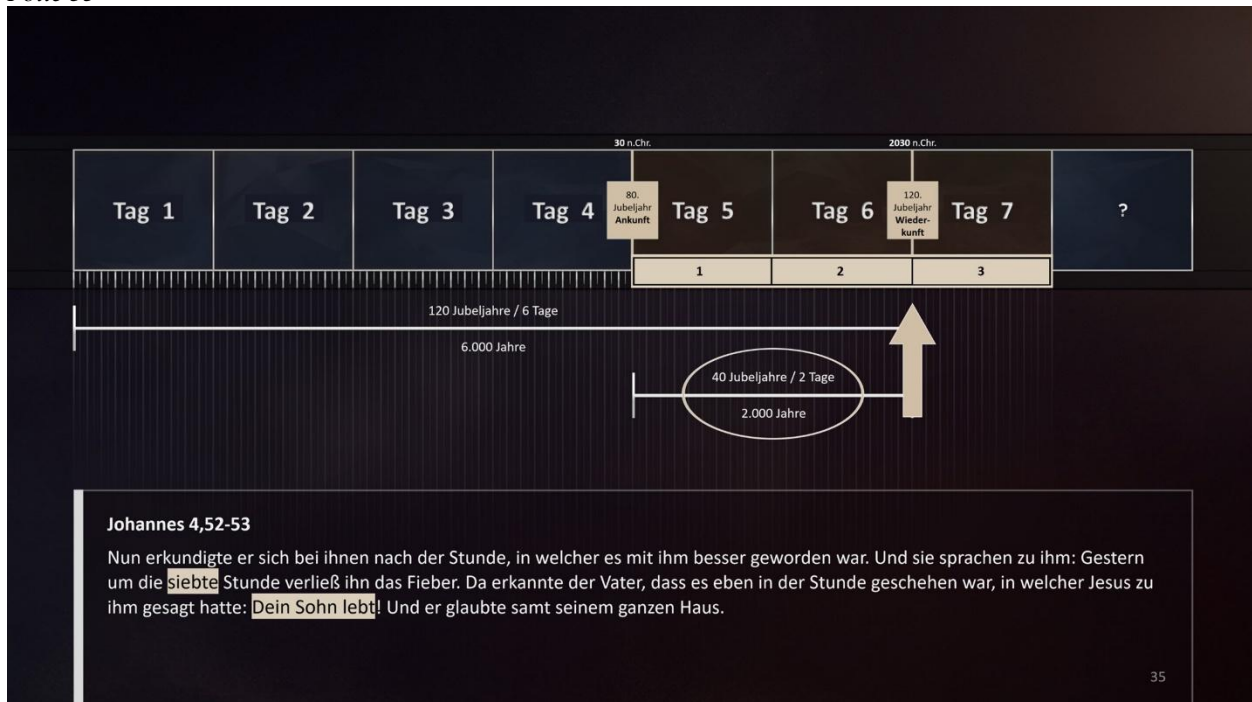 30 n.Chr.
2030 n.Chr.
Tag 1
Tag 2
Tag 3
Tag 4
80.
Jubeljahr
Ankunft
Tag 5
Tag 6
120.
Jubeljahr
Wieder-
kunft
Tag 7
?
1
2
3
120 Jubeljahre / 6 Tage
6.000 Jahre
40 Jubeljahre / 2 Tage
2.000 Jahre
Johannes 4,52-53
Nun erkundigte er sich bei ihnen nach der Stunde, in welcher es mit ihm besser geworden war. Und sie sprachen zu ihm: Gestern
um die siebte Stunde verließ ihn das Fieber. Da erkannte der Vater, dass es eben in der Stunde geschehen war, in welcher Jesus zu
ihm gesagt hatte: Dein Sohn lebt! Und er glaubte samt seinem ganzen Haus.
35